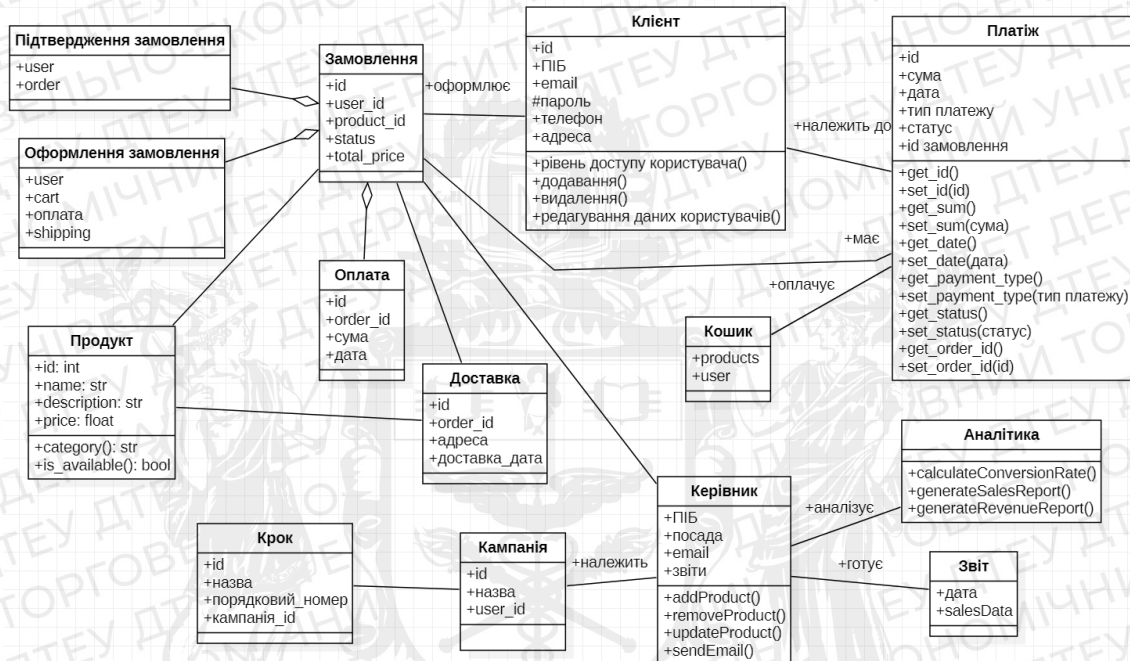 Підтвердження замовлення
+user
+order
Оформлення замовлення
+user
+cart
+оплата
+shipping
Замовлення
+id
+user_id
+product_id
+status
+total_price
+оформлює
Клієнт
+id
+ПІБ
+email
#пароль
+телефон
+адреса
+рівень доступу користувача()
+додавання()
+видалення()
+редагування даних користувачів()
+належить до
Платіж
+id
+сума
+дата
+тип платежу
+статус
+id замовлення
+get_id()
+set_id(id)
+get_sum()
+set_sum(сума)
+get_date()
+set_date(дата)
+get_payment_type()
+set_payment_type(тип платежу)
+get_status()
+set_status(статус)
+get_order_id()
+set_order_id(id)
+має
+оплачує
Оплата
+id
+order_id
+сума
+дата
Кошик
+products
+user
Продукт
+id: int
+name: str
+description: str
+price: float
+category(): str
+is_available(): bool
Доставка
+id
+order_id
+адреса
+доставка_дата
Аналітика
+calculateConversionRate()
+generateSalesReport()
+generateRevenueReport()
Керівник
+ПІБ
+посада
+email
+звіти
+addProduct()
+removeProduct()
+updateProduct()
+sendEmail()
+аналізує
+готує
Звіт
+дата
+salesData
Крок
+id
+назва
+порядковий_номер
+кампанія_id
Кампанія
+id
+назва
+user_id
+належить